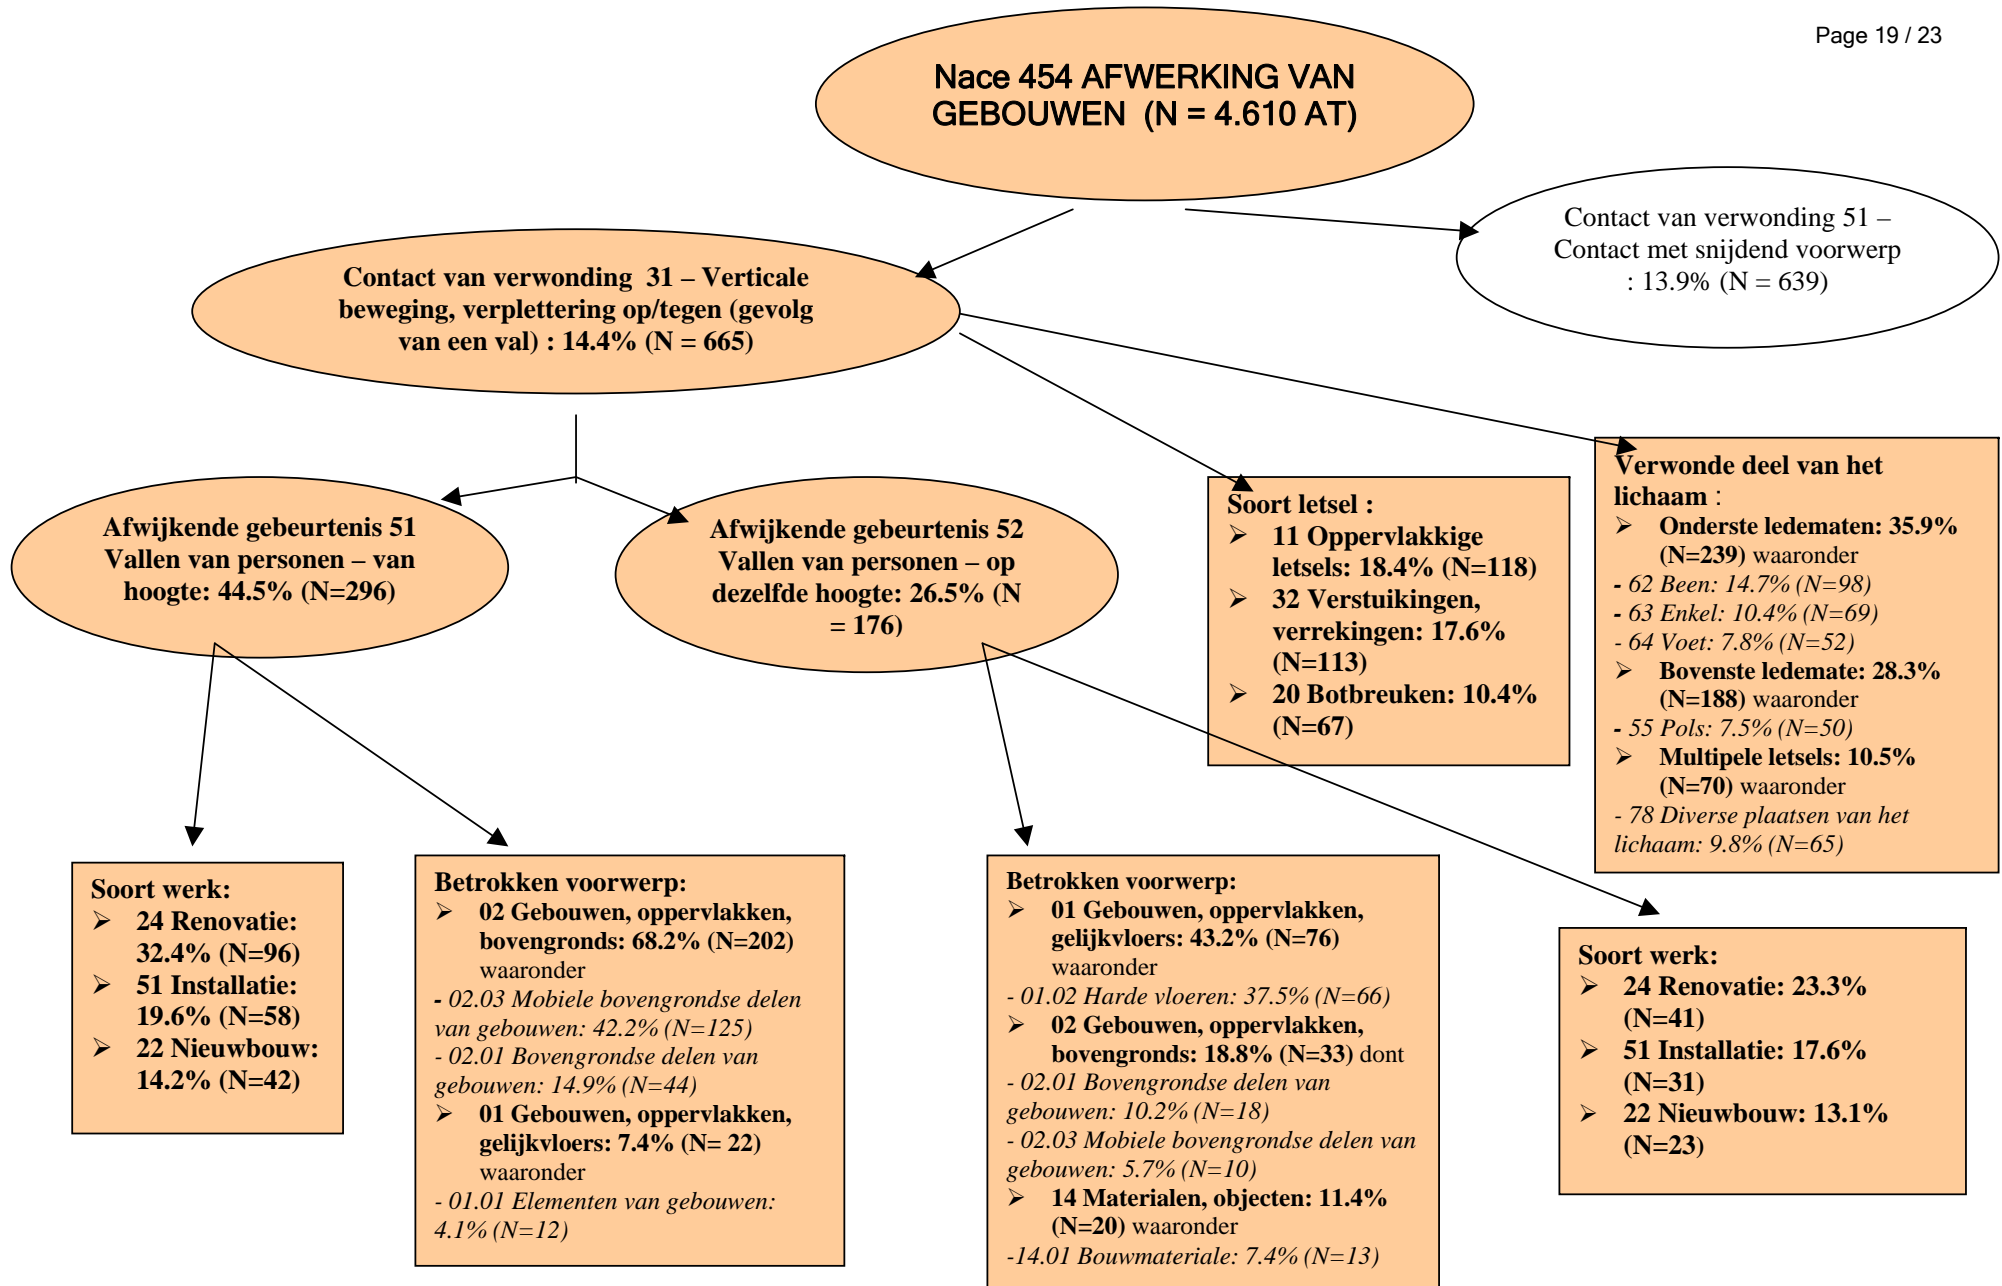 Page 19 / 23
Nace 454 AFWERKING VAN
GEBOUWEN (N = 4.610 AT)
Contact van verwonding 51 –
Contact met snijdend voorwerp
: 13.9% (N = 639)
Contact van verwonding 31 – Verticale
beweging, verplettering op/tegen (gevolg
van een val) : 14.4% (N = 665)
Afwijkende gebeurtenis 51
Vallen van personen – van
hoogte: 44.5% (N=296)
Afwijkende gebeurtenis 52
Vallen van personen – op
dezelfde hoogte: 26.5% (N
= 176)
Soort letsel :
➢ 11 Oppervlakkige
letsels: 18.4% (N=118)
➢ 32 Verstuikingen,
verrekingen: 17.6%
(N=113)
➢ 20 Botbreuken: 10.4%
(N=67)
Verwonde deel van het
lichaam :
➢ Onderste ledematen: 35.9%
(N=239) waaronder
- 62 Been: 14.7% (N=98)
- 63 Enkel: 10.4% (N=69)
- 64 Voet: 7.8% (N=52)
➢ Bovenste ledemate: 28.3%
(N=188) waaronder
- 55 Pols: 7.5% (N=50)
➢ Multipele letsels: 10.5%
(N=70) waaronder
- 78 Diverse plaatsen van het
lichaam: 9.8% (N=65)
Soort werk:
➢ 24 Renovatie:
32.4% (N=96)
➢ 51 Installatie:
19.6% (N=58)
➢ 22 Nieuwbouw:
14.2% (N=42)
Betrokken voorwerp:
➢ 02 Gebouwen, oppervlakken,
bovengronds: 68.2% (N=202)
waaronder
- 02.03 Mobiele bovengrondse delen
van gebouwen: 42.2% (N=125)
- 02.01 Bovengrondse delen van
gebouwen: 14.9% (N=44)
➢ 01 Gebouwen, oppervlakken,
gelijkvloers: 7.4% (N= 22)
waaronder
- 01.01 Elementen van gebouwen:
4.1% (N=12)
Betrokken voorwerp:
➢ 01 Gebouwen, oppervlakken,
gelijkvloers: 43.2% (N=76)
waaronder
- 01.02 Harde vloeren: 37.5% (N=66)
➢ 02 Gebouwen, oppervlakken,
bovengronds: 18.8% (N=33) dont
- 02.01 Bovengrondse delen van
gebouwen: 10.2% (N=18)
- 02.03 Mobiele bovengrondse delen van
gebouwen: 5.7% (N=10)
➢ 14 Materialen, objecten: 11.4%
(N=20) waaronder
-14.01 Bouwmateriale: 7.4% (N=13)
Soort werk:
➢ 24 Renovatie: 23.3%
(N=41)
➢ 51 Installatie: 17.6%
(N=31)
➢ 22 Nieuwbouw: 13.1%
(N=23)